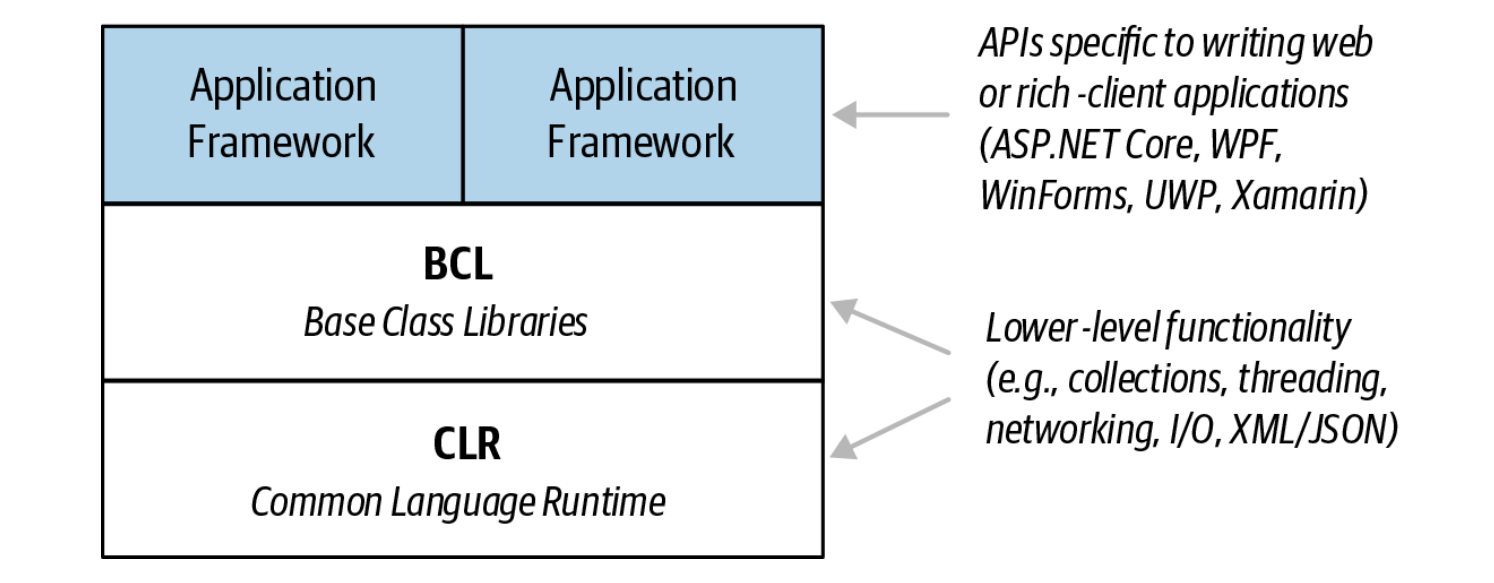 Application
Framework
Application
Framework
APIs specific to writing web
or rich -client applications
(ASP.NET Core, WPF,
WinForms, UWP, Xamarin)
BCL
Base Class Libraries
Lower -level functionality
(e.g., collections, threading,
networking, I/O, XML/JSON)
CLR
Common Language Runtime